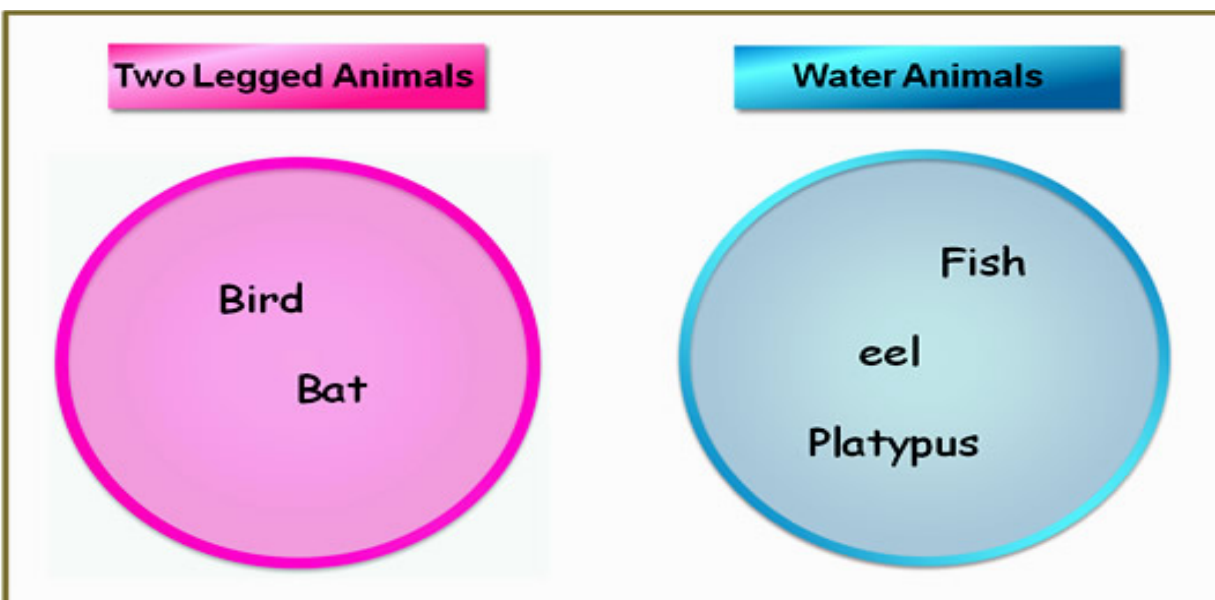 Two Legged Animals
Water Animals
Bird
Bat
Fish
eel
Platypus